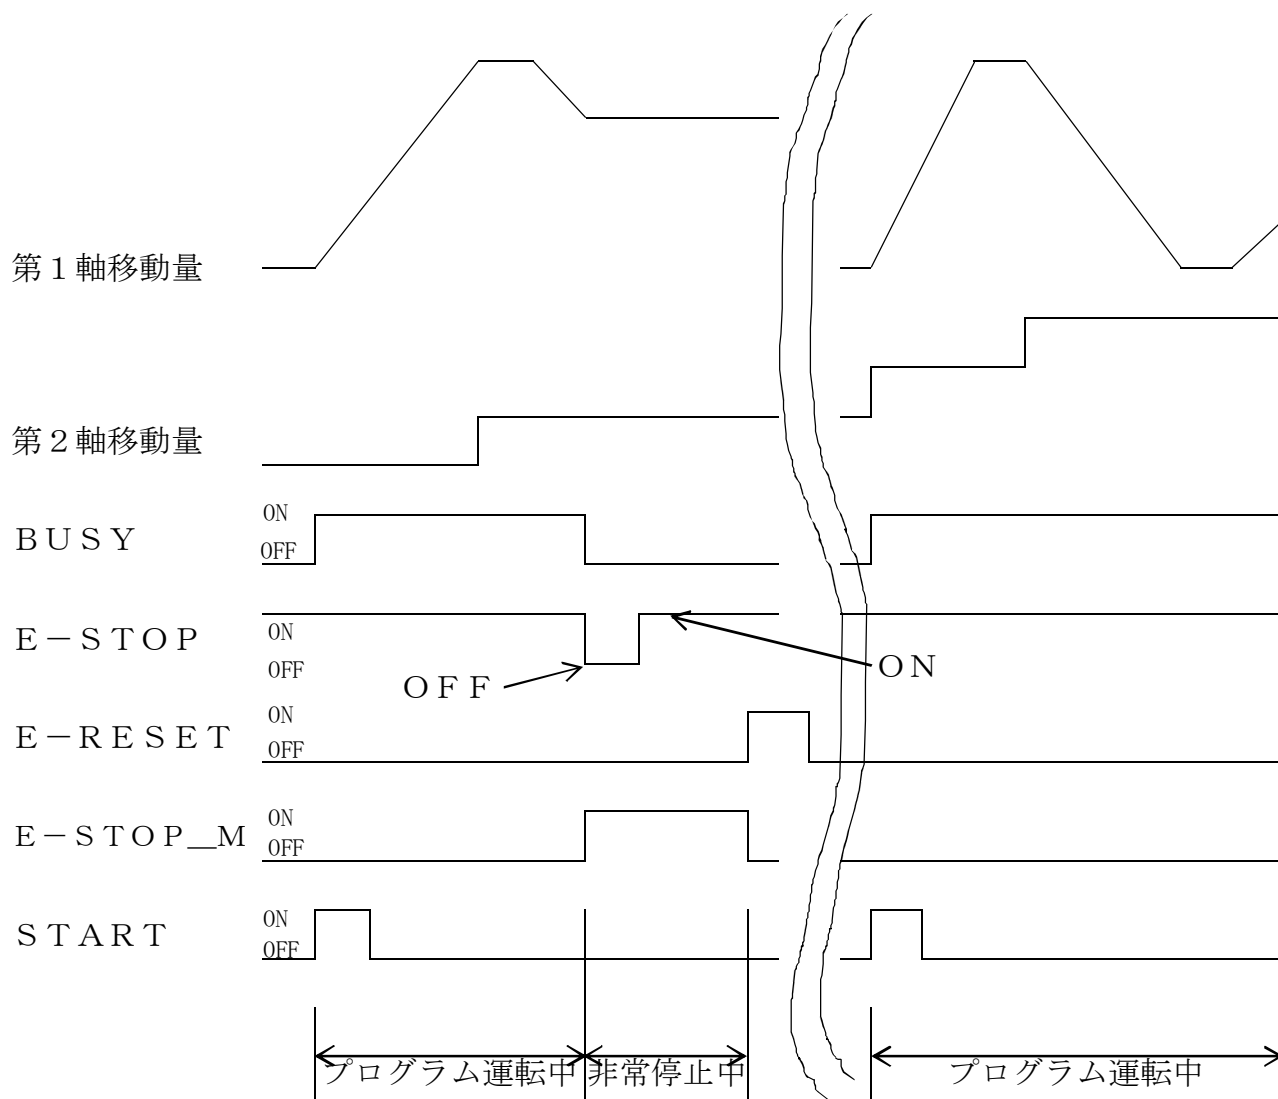 第１軸移動量
第２軸移動量
ＢＵＳＹ
ON
OFF
Ｅ－ＳＴＯＰ
ON
OFF
ＯＦＦ
ＯＮ
Ｅ－ＲＥＳＥＴ
ON
OFF
Ｅ－ＳＴＯＰ＿Ｍ
ON
OFF
ＳＴＡＲＴ
ON
OFF
プログラム運転中
非常停止中
プログラム運転中